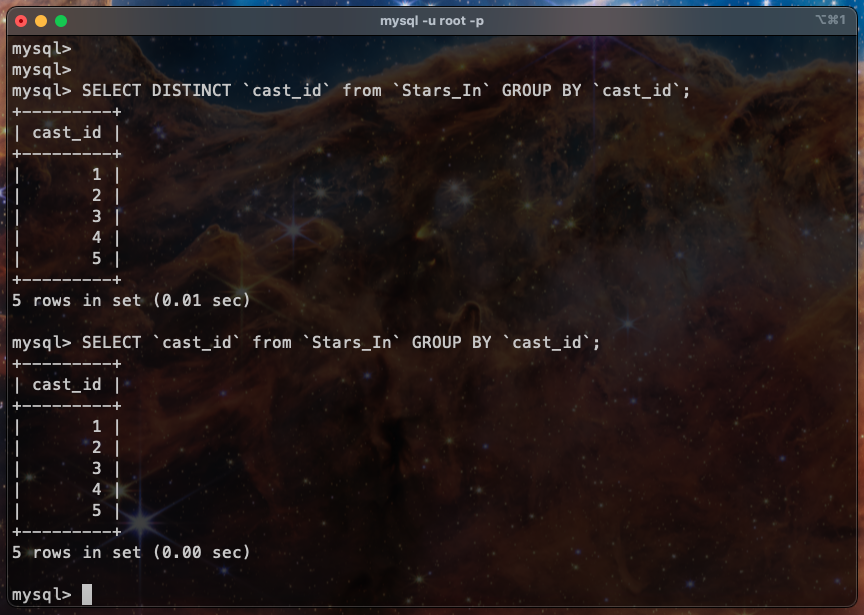 mysql -u root -p
⌥⌘1
mysql>
mysql>
mysql> SELECT DISTINCT `cast_id` from `Stars_In` GROUP BY `cast_id`;
+---------+
| cast_id |
+---------+
|       1 |
|       2 |
|       3 |
|       4 |
|       5 |
+---------+
5 rows in set (0.01 sec)
mysql> SELECT `cast_id` from `Stars_In` GROUP BY `cast_id`;
+---------+
| cast_id |
+---------+
|       1 |
|       2 |
|       3 |
|       4 |
|       5 |
+---------+
5 rows in set (0.00 sec)
mysql>